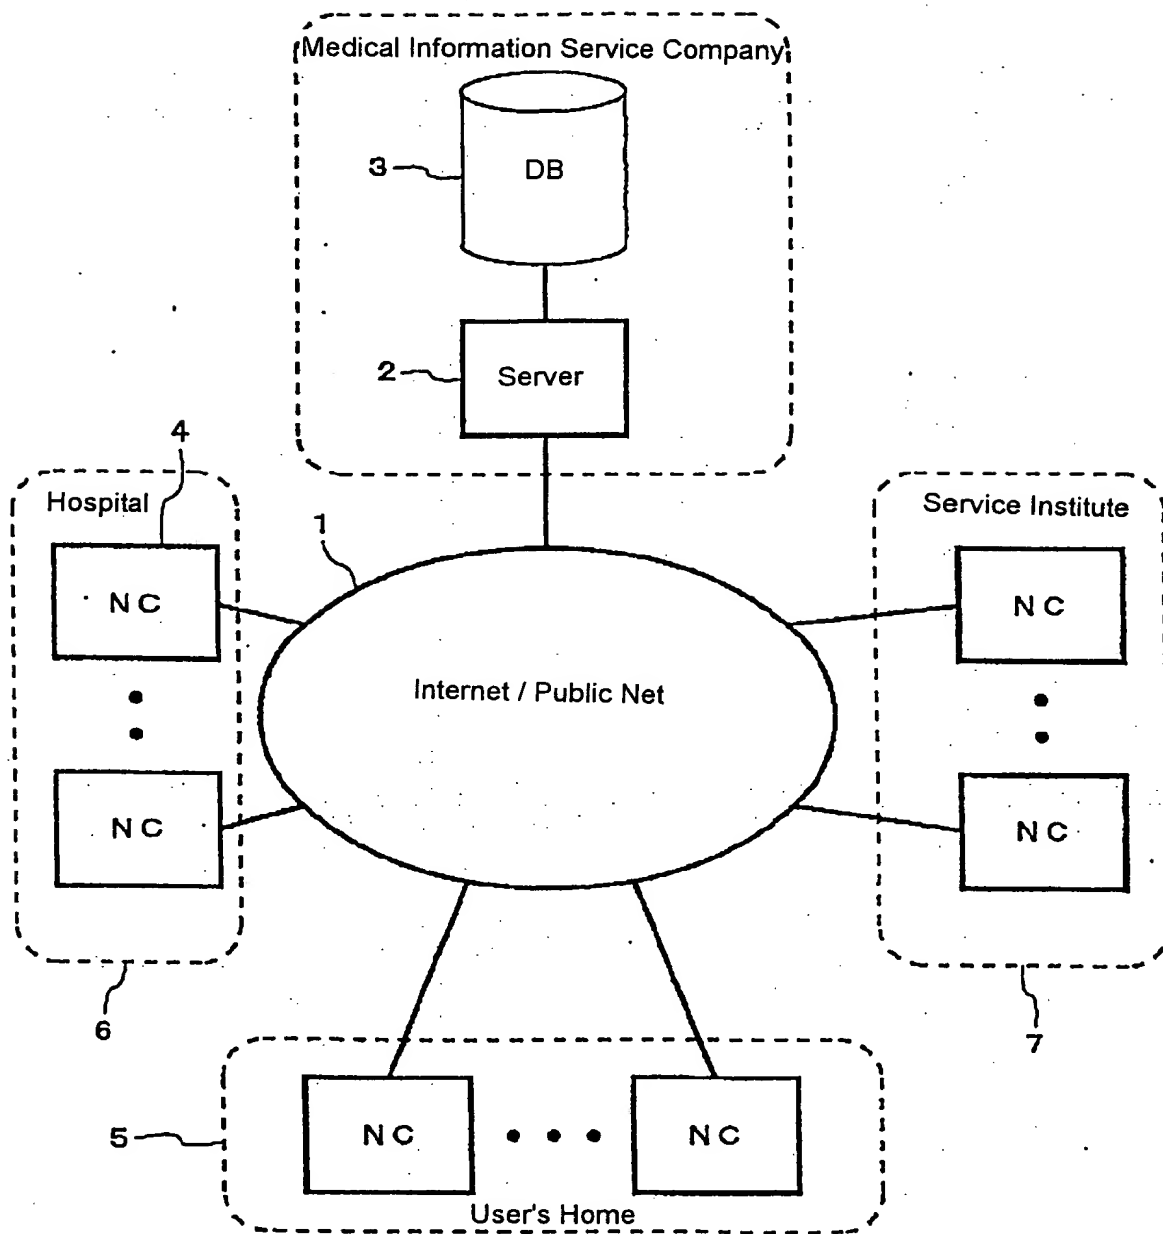 Medical Information Service Company
3
DB
2
Server
4
Hospital
Service Institute
1
NC
NC
Internet / Public Net
NC
NC
6
7
5
NC
NC
User's Home